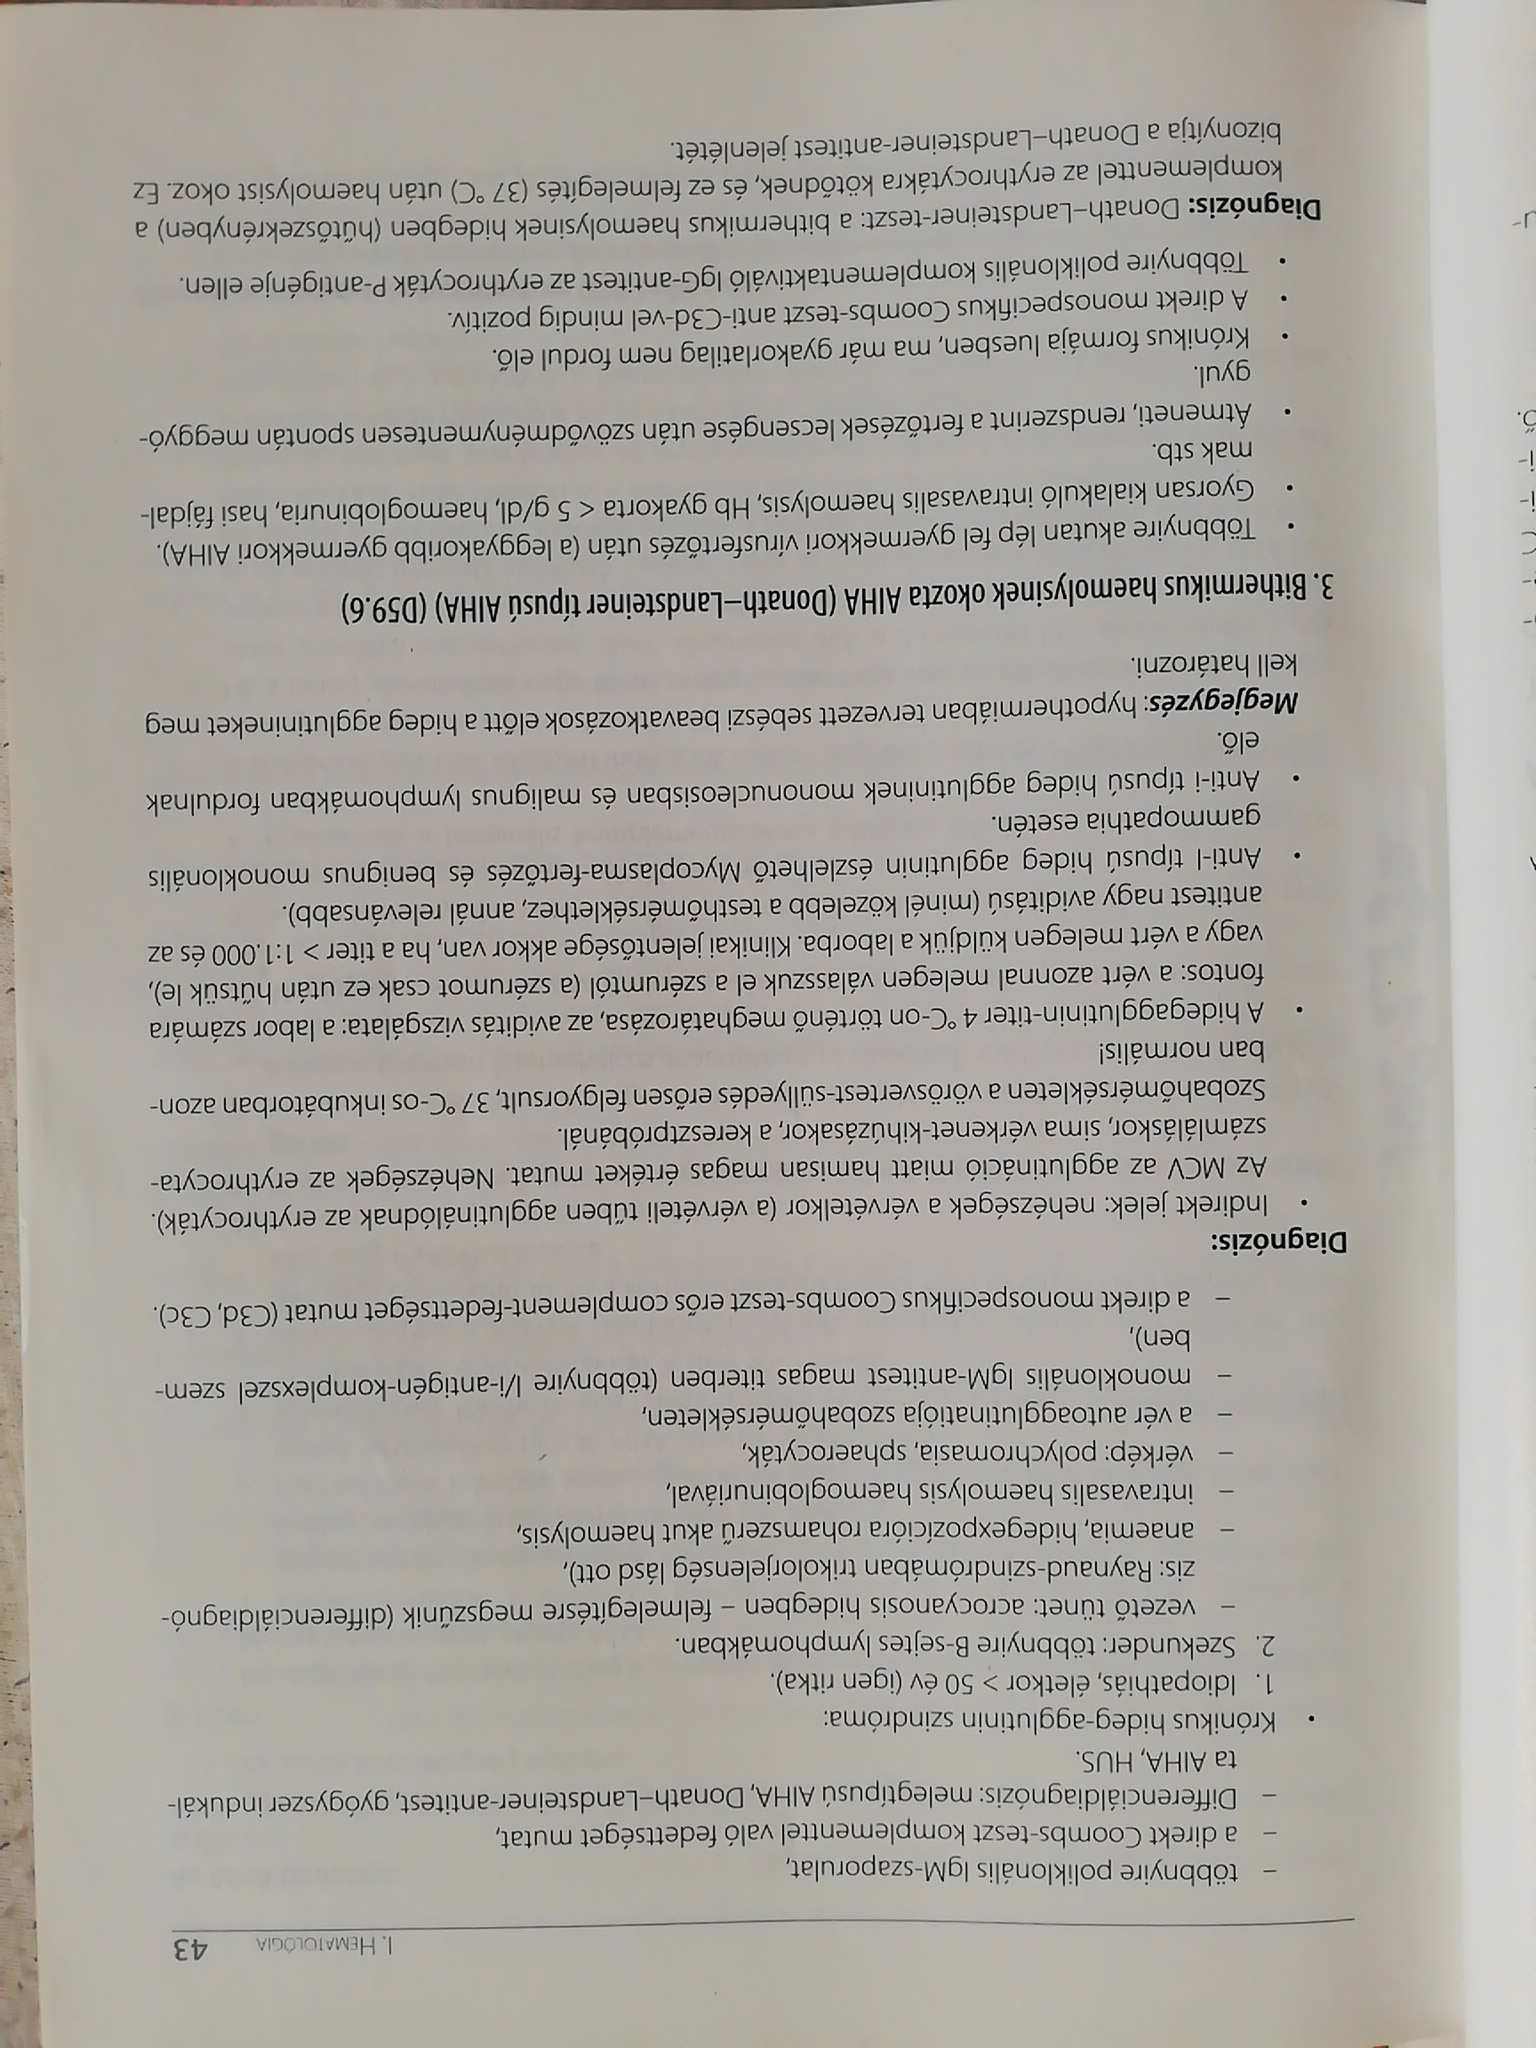 I. HEMATOLÓGIA 43
– többnyire poliklonális IgM-szaporulat,
– a direkt Coombs-teszt komplementtel való fedettséget mutat,
– Differenciáldiagnózis: melegtípusú AIHA, Donath–Landsteiner-antitest, gyógyszer indukál-
ta AIHA, HUS.
• Krónikus hideg-agglutinin szindróma:
1. Idiopathiás, életkor > 50 év (igen ritka).
2. Szekunder: többnyire B-sejtes lymphomákban.
– vezető tünet: acrocyanosis hidegben – felmelegítésre megszűnik (differenciáldiagnó-
zis: Raynaud-szindrómában trikolorjelenség lásd ott),
– anaemia, hidegexpozícióra rohamszerű akut haemolysis,
– intravasalis haemolysis haemoglobinuriával,
– vérkép: polychromasia, sphaerocyták,
– a vér autoagglutinatiója szobahőmérsékleten,
– monoklonális IgM-antitest magas titerben (többnyire I/i-antigén-komplexszel szem-
ben),
– a direkt monospecifikus Coombs-teszt erős complement-fedettséget mutat (C3d, C3c).
Diagnózis:
• Indirekt jelek: nehézségek a vérvételkor (a vérvételi tűben agglutinálódnak az erythrocyták).
Az MCV az agglutináció miatt hamisan magas értéket mutat. Nehézségek az erythrocyta-
számláláskor, sima vérkenet-kihúzásakor, a keresztpróbánál.
Szobahőmérsékleten a vörösvértest-süllyedés erősen felgyorsult, 37 °C-os inkubátorban azon-
ban normális!
• A hidegagglutinin-titer 4 °C-on történő meghatározása, az aviditás vizsgálata: a labor számára
fontos: a vért azonnal melegen válasszuk el a szérumtól (a szérumot csak ez után hűtsük le),
vagy a vért melegen küldjük a laborba. Klinikai jelentősége akkor van, ha a titer > 1:1.000 és az
antitest nagy aviditású (minél közelebb a testhőmérséklethez, annál relevánsabb).
• Anti-I típusú hideg agglutinin észlelhető Mycoplasma-fertőzés és benignus monoklonális
gammopathia esetén.
• Anti-i típusú hideg agglutininek mononucleosisban és malignus lymphomákban fordulnak
elő.
Megjegyzés: hypothermiában tervezett sebészi beavatkozások előtt a hideg agglutinineket meg
kell határozni.
3. Bithermikus haemolysinek okozta AIHA (Donath–Landsteiner típusú AIHA) (D59.6)
• Többnyire akutan lép fel gyermekkori vírusfertőzés után (a leggyakoribb gyermekkori AIHA).
• Gyorsan kialakuló intravasalis haemolysis, Hb gyakorta < 5 g/dl, haemoglobinuria, hasi fájdal-
mak stb.
• Átmeneti, rendszerint a fertőzések lecsengése után szövődménymentesen spontán meggyó-
gyul.
• Krónikus formája luesben, ma már gyakorlatilag nem fordul elő.
• A direkt monospecifikus Coombs-teszt anti-C3d-vel mindig pozitív.
• Többnyire poliklonális komplementaktiváló IgG-antitest az erythrocyták P-antigénje ellen.
Diagnózis: Donath–Landsteiner-teszt: a bithermikus haemolysinek hidegben (hűtőszekrényben) a
komplementtel az erythrocytákra kötődnek, és ez felmelegítés (37 °C) után haemolysist okoz. Ez
bizonyítja a Donath–Landsteiner-antitest jelenlétét.